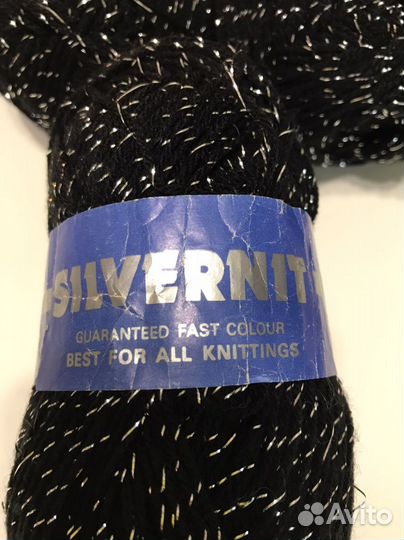 SILVERNIT
GUARANTEED FAST COLOUR
BEST FOR ALL KNITTINGS
Avito